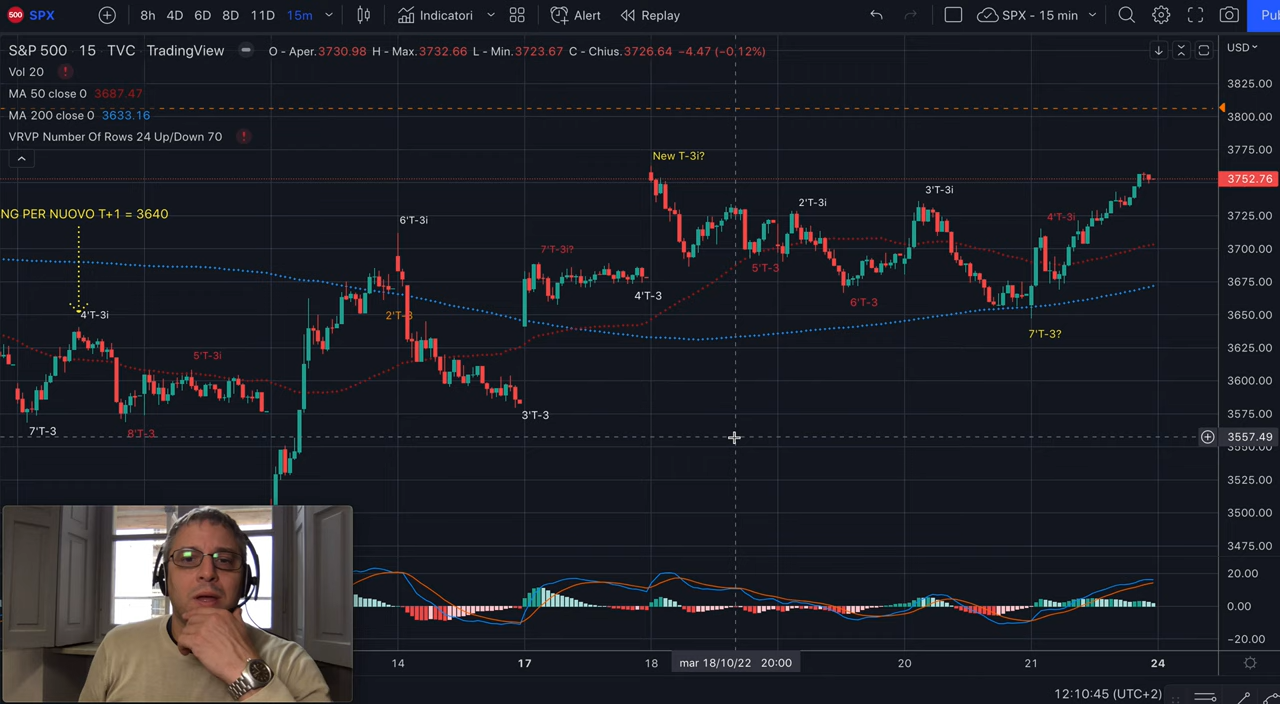 500 SPX 8h 4D 6D 8D 11D 15m Indicatori Alert Replay SPX - 15 min Pu
S&P 500 15 TVC TradingView O - Aper.3730.98 H - Max.3732.66 L - Min.3723.67 C - Chius.3726.64 −4.47 (−0.12%) USD
Vol 20
MA 50 close 0 3687.47
MA 200 close 0 3633.16
VRVP Number Of Rows 24 Up/Down 70
3825.00
3800.00
3775.00
3752.76
3725.00
3700.00
3675.00
3650.00
3625.00
3600.00
3575.00
3557.49
3550.00
3525.00
3500.00
3475.00
20.00
0.00
−20.00
New T-3i?
NG PER NUOVO T+1 = 3640
6'T-3i
2'T-3i
3'T-3i
4'T-3i
7'T-3i?
5'T-3
4'T-3
6'T-3
4'T-3i
2'T-3
7'T-3?
5'T-3i
3'T-3
7'T-3
8'T-3
14 17 18 mar 18/10/22 20:00 20 21 24
12:10:45 (UTC+2)